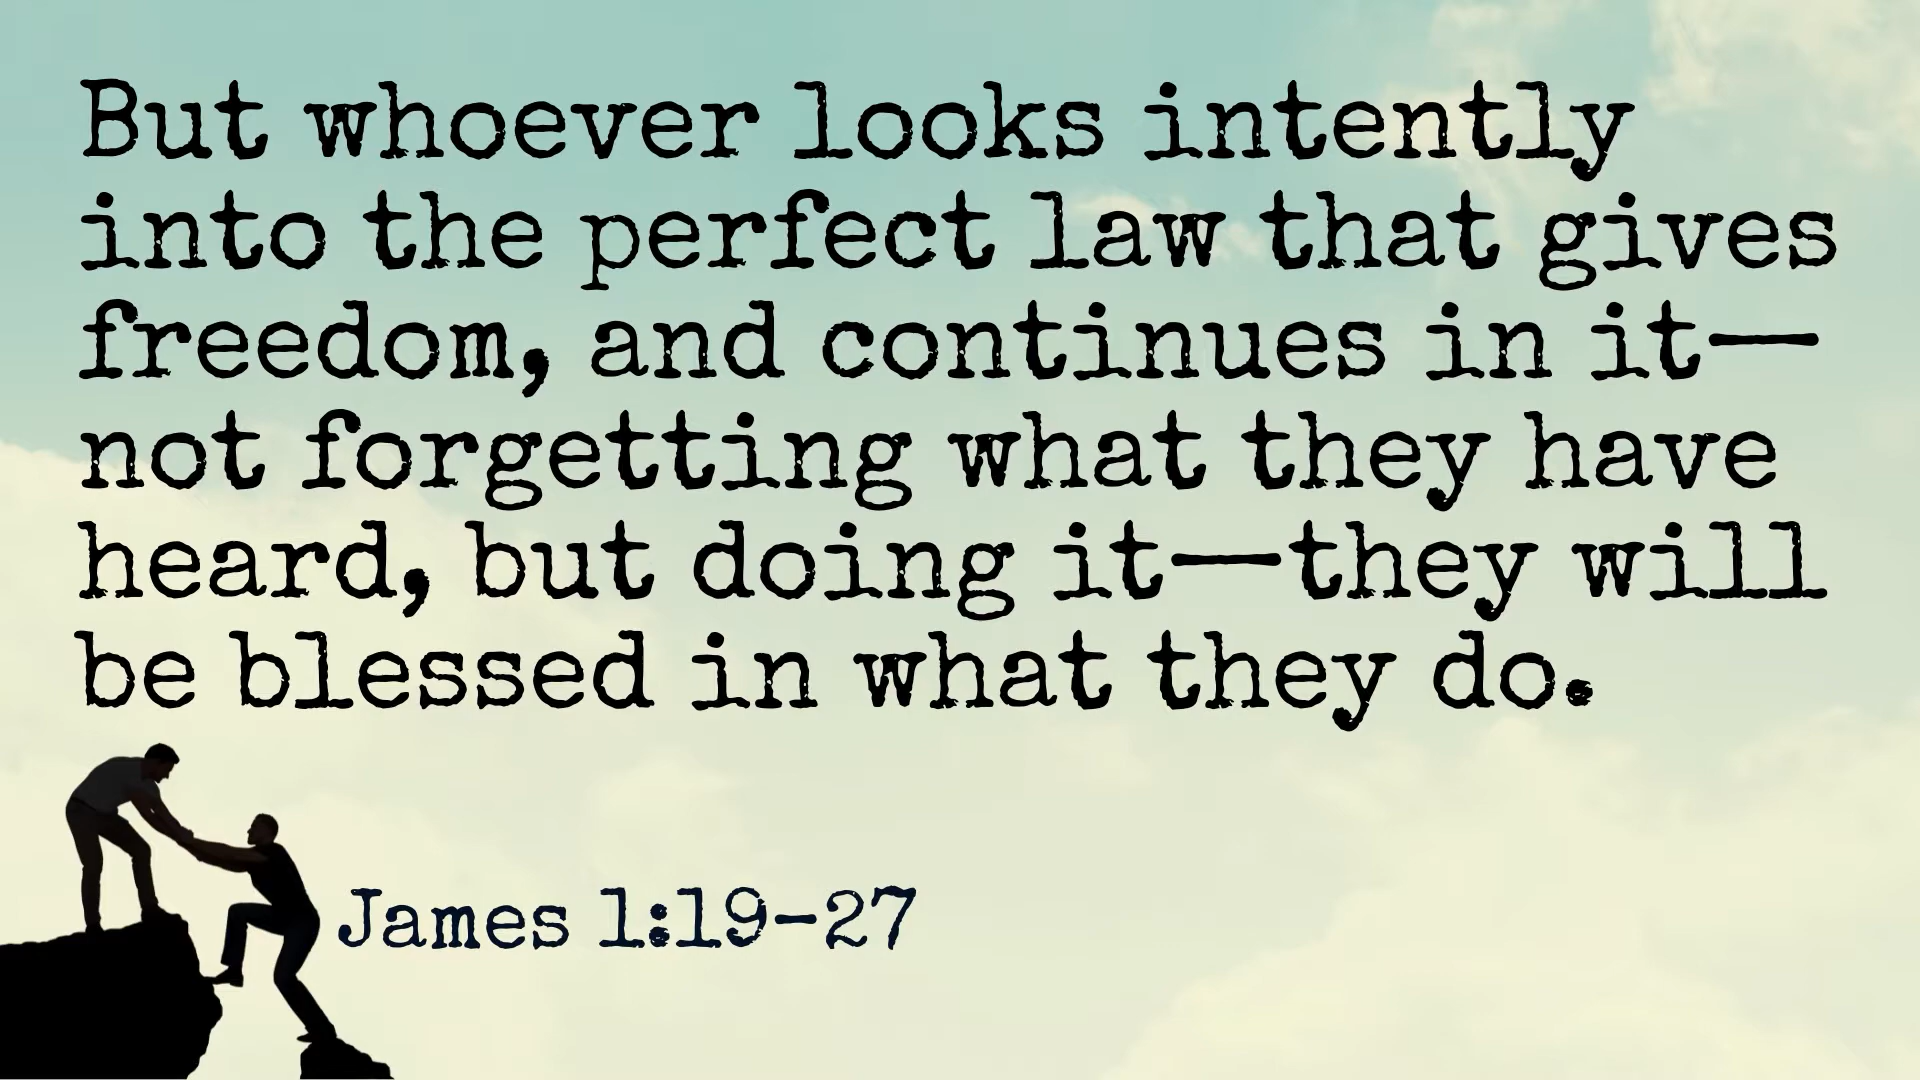 But whoever looks intently
into the perfect law that gives
freedom, and continues in it—
not forgetting what they have
heard, but doing it—they will
be blessed in what they do.
James 1:19-27